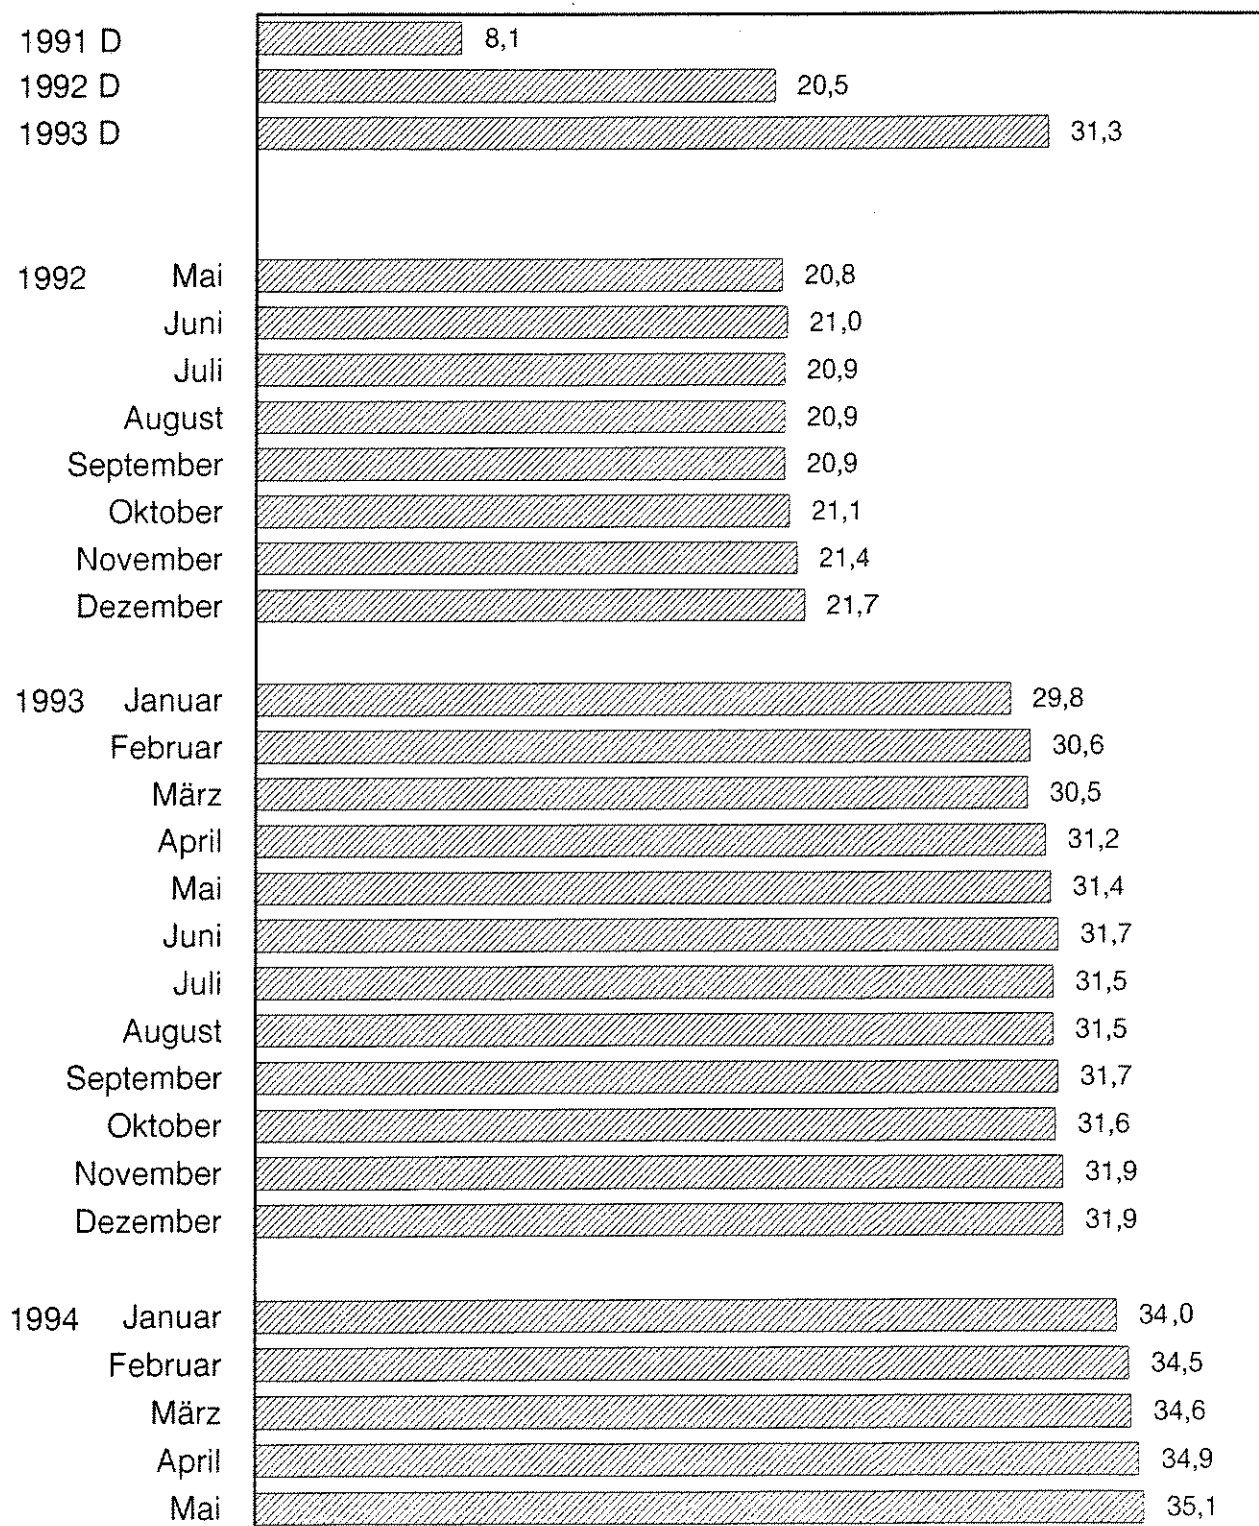 1991 D 8,1
1992 D 20,5
1993 D 31,3
1992 Mai 20,8
Juni 21,0
Juli 20,9
August 20,9
September 20,9
Oktober 21,1
November 21,4
Dezember 21,7
1993 Januar 29,8
Februar 30,6
März 30,5
April 31,2
Mai 31,4
Juni 31,7
Juli 31,5
August 31,5
September 31,7
Oktober 31,6
November 31,9
Dezember 31,9
1994 Januar 34,0
Februar 34,5
März 34,6
April 34,9
Mai 35,1